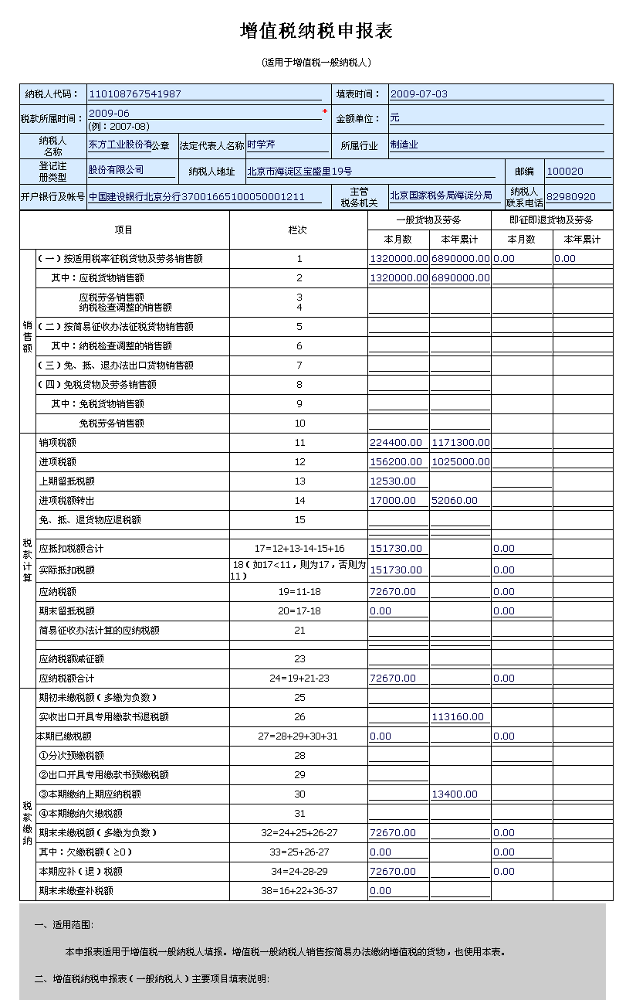 增值税纳税申报表
(适用于增值税一般纳税人)
纳税人代码： 110108767541987 填表时间： 2009-07-03
税款所属时间： 2009-06 * 金额单位： 元
(例：2007-08)
纳税人名称 东方工业股份有公章 法定代表人名称 时学芹 所属行业 制造业
登记注册类型 股份有限公司 纳税人地址 北京市海淀区宝盛里19号 邮编 100020
开户银行及帐号 中国建设银行北京分行37001665100050001211 主管税务机关 北京国家税务局海淀分局 纳税人联系电话 82980920
项目 栏次 一般货物及劳务 即征即退货物及劳务
本月数 本年累计 本月数 本年累计
销售额
(一)按适用税率征税货物及劳务销售额 1 1320000.00 6890000.00 0.00 0.00
其中：应税货物销售额 2 1320000.00 6890000.00
应税劳务销售额 3
纳税检查调整的销售额 4
(二)按简易征收办法征税货物销售额 5
其中：纳税检查调整的销售额 6
(三)免、抵、退办法出口货物销售额 7
(四)免税货物及劳务销售额 8
其中：免税货物销售额 9
免税劳务销售额 10
税款计算
销项税额 11 224400.00 1171300.00
进项税额 12 156200.00 1025000.00
上期留抵税额 13 12530.00
进项税额转出 14 17000.00 52060.00
免、抵、退货物应退税额 15
应抵扣税额合计 17=12+13-14-15+16 151730.00 0.00
实际抵扣税额 18(如17<11，则为17，否则为11) 151730.00 0.00
应纳税额 19=11-18 72670.00 0.00
期末留抵税额 20=17-18 0.00 0.00
简易征收办法计算的应纳税额 21
应纳税额减征额 23
应纳税额合计 24=19+21-23 72670.00 0.00
税款缴纳
期初未缴税额(多缴为负数) 25
实收出口开具专用缴款书退税额 26 113160.00
本期已缴税额 27=28+29+30+31 0.00 0.00
①分次预缴税额 28
②出口开具专用缴款书预缴税额 29
③本期缴纳上期应纳税额 30 13400.00
④本期缴纳欠缴税额 31
期末未缴税额(多缴为负数) 32=24+25+26-27 72670.00 0.00
其中：欠缴税额(≥0) 33=25+26-27 0.00 0.00
本期应补(退)税额 34=24-28-29 72670.00 0.00
期末未缴查补税额 38=16+22+36-37 0.00
一、适用范围：
本申报表适用于增值税一般纳税人填报。增值税一般纳税人销售按简易办法缴纳增值税的货物，也使用本表。
二、增值税纳税申报表(一般纳税人)主要项目填表说明：